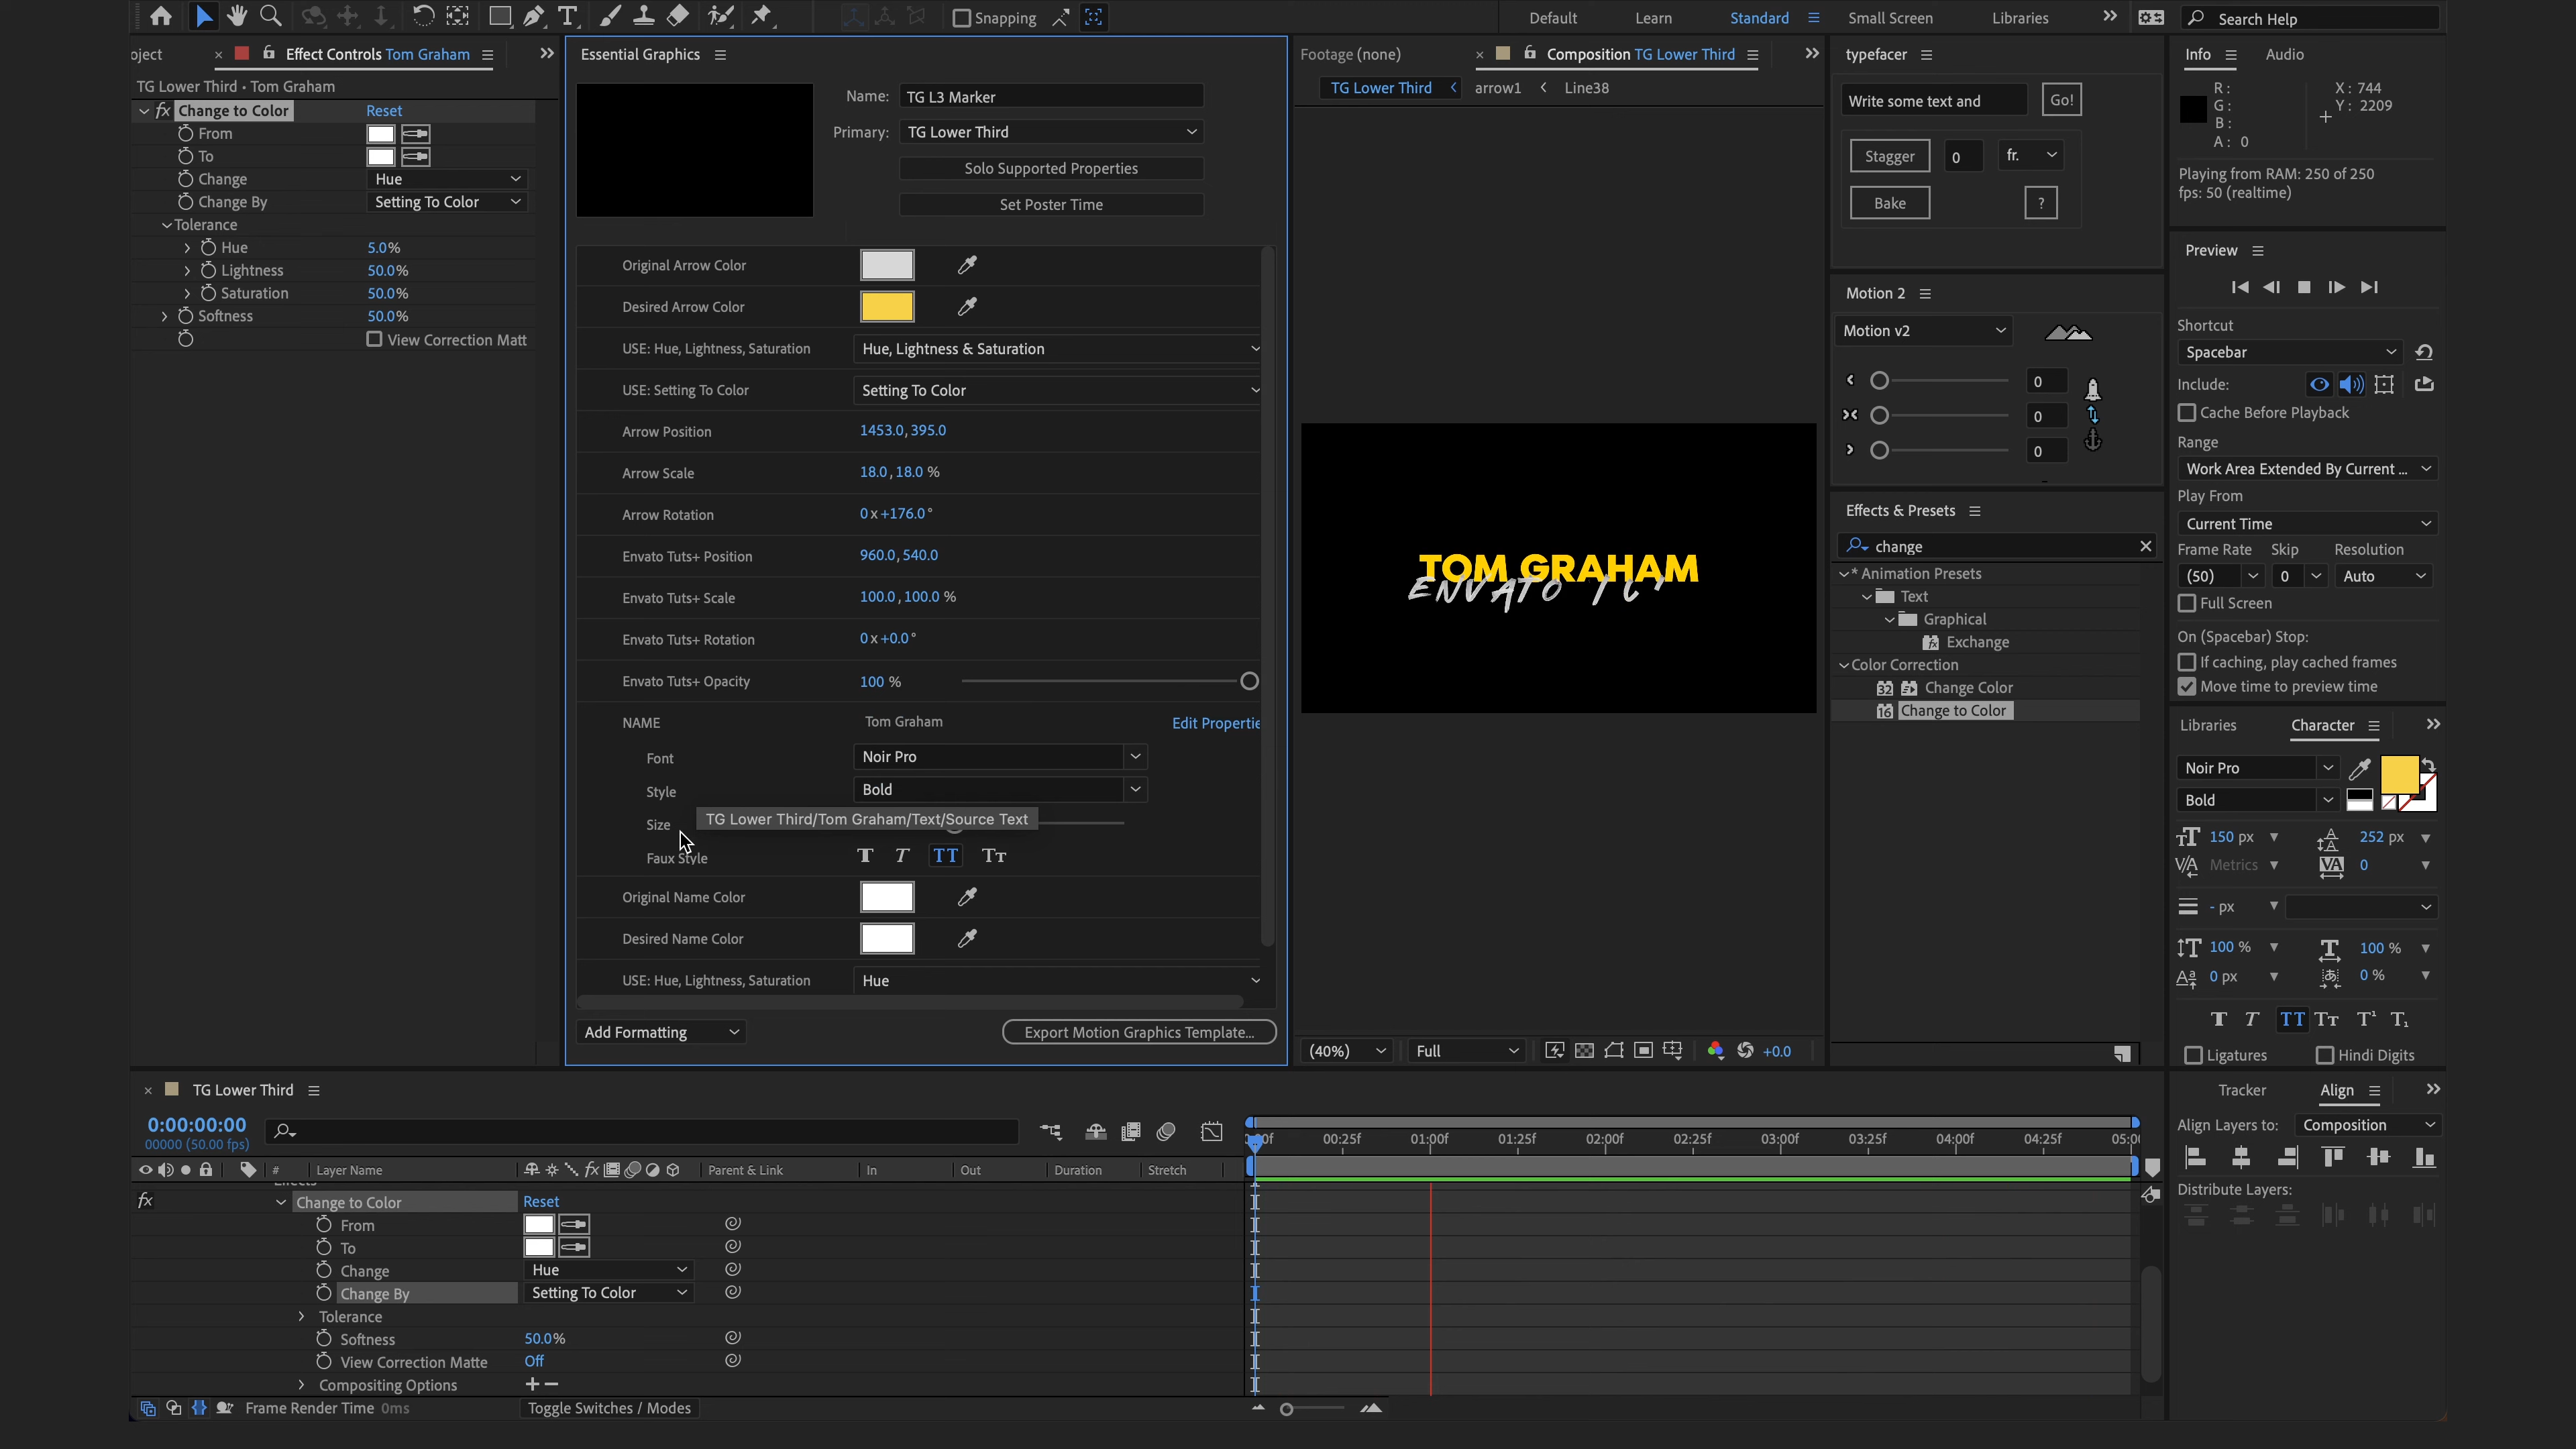 Snapping
Default
Learn
Standard
Small Screen
Libraries
Search Help
oject
Effect Controls Tom Graham
TG Lower Third • Tom Graham
fx Change to Color Reset
From
To
Change Hue
Change By Setting To Color
Tolerance
Hue 5.0%
Lightness 50.0%
Saturation 50.0%
Softness 50.0%
View Correction Matt
Essential Graphics
Name: TG L3 Marker
Primary: TG Lower Third
Solo Supported Properties
Set Poster Time
Original Arrow Color
Desired Arrow Color
USE: Hue, Lightness, Saturation Hue, Lightness & Saturation
USE: Setting To Color Setting To Color
Arrow Position 1453.0, 395.0
Arrow Scale 18.0, 18.0 %
Arrow Rotation 0 x +176.0°
Envato Tuts+ Position 960.0, 540.0
Envato Tuts+ Scale 100.0, 100.0 %
Envato Tuts+ Rotation 0 x +0.0°
Envato Tuts+ Opacity 100 %
NAME Tom Graham Edit Propertie
Font Noir Pro
Style Bold
TG Lower Third/Tom Graham/Text/Source Text
Size
Faux Style T T TT Tt
Original Name Color
Desired Name Color
USE: Hue, Lightness, Saturation Hue
Add Formatting
Export Motion Graphics Template...
Footage (none)
Composition TG Lower Third
TG Lower Third < arrow1 < Line38
TOM GRAHAM
ENVATO
(40%) Full +0.0
typefacer
Write some text and Go!
Stagger 0 fr.
Bake ?
Motion 2
Motion v2
0
0
0
Effects & Presets
change
* Animation Presets
Text
Graphical
Exchange
Color Correction
32 Change Color
16 Change to Color
Info Audio
R:
G:
B:
A: 0
X: 744
Y: 2209
Playing from RAM: 250 of 250
fps: 50 (realtime)
Preview
Shortcut
Spacebar
Include:
Cache Before Playback
Range
Work Area Extended By Current ...
Play From
Current Time
Frame Rate Skip Resolution
(50) 0 Auto
Full Screen
On (Spacebar) Stop:
If caching, play cached frames
Move time to preview time
Libraries Character
Noir Pro
Bold
150 px 252 px
Metrics 0
- px
100 % 100 %
0 px 0 %
T T TT Tt T¹ T₁
Ligatures Hindi Digits
Tracker Align
Align Layers to: Composition
Distribute Layers:
TG Lower Third
0:00:00:00
00000 (50.00 fps)
# Layer Name fx Parent & Link In Out Duration Stretch
00f 00:25f 01:00f 01:25f 02:00f 02:25f 03:00f 03:25f 04:00f 04:25f 05:00
Effects
fx Change to Color Reset
From
To
Change Hue
Change By Setting To Color
Tolerance
Softness 50.0%
View Correction Matte Off
Compositing Options + −
Frame Render Time 0ms
Toggle Switches / Modes